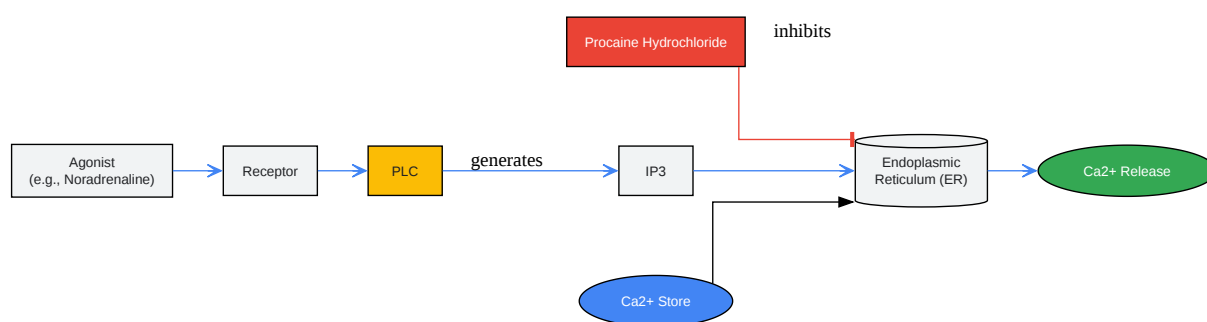 Procaine Hydrochloride
inhibits
Agonist
(e.g., Noradrenaline)
Receptor
PLC
generates
IP3
Endoplasmic
Reticulum (ER)
Ca2+ Release
Ca2+ Store